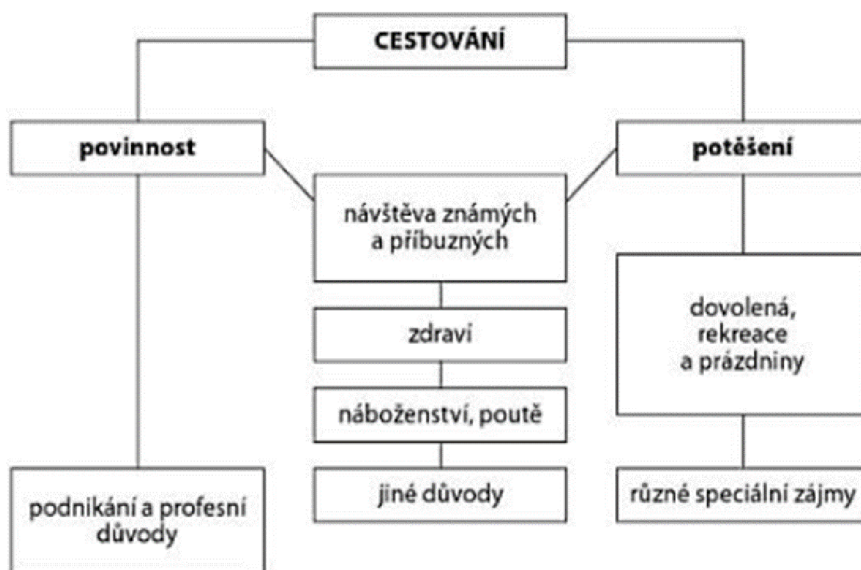 CESTOVÁNÍ
povinnost
potěšení
návštěva známých
a příbuzných
zdraví
náboženství, poutě
jiné důvody
dovolená,
rekreace
a prázdniny
podnikání a profesní
důvody
různé speciální zájmy